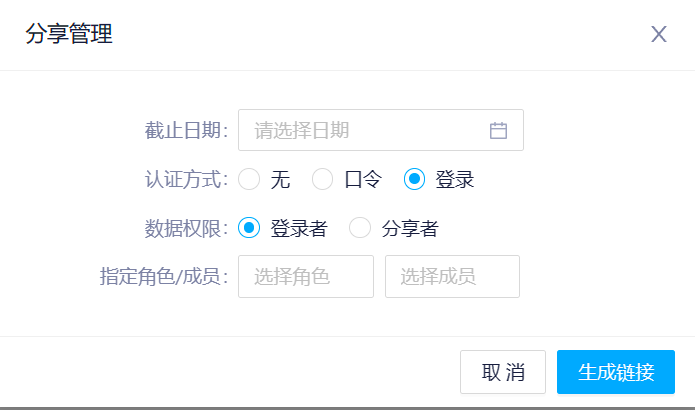 分享管理
截止日期： 请选择日期
认证方式： 无 口令 登录
数据权限： 登录者 分享者
指定角色/成员： 选择角色 选择成员
取 消 生成链接